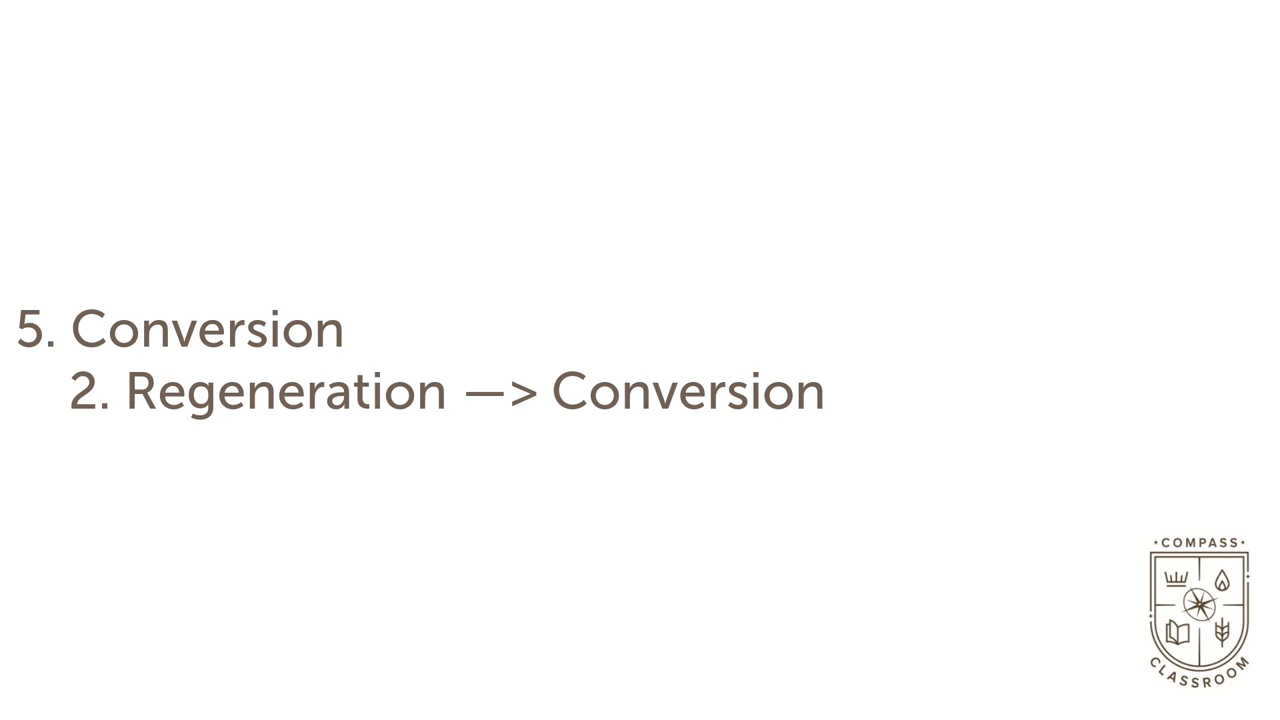 5. Conversion
2. Regeneration —> Conversion
• COMPASS •
CLASSROOM